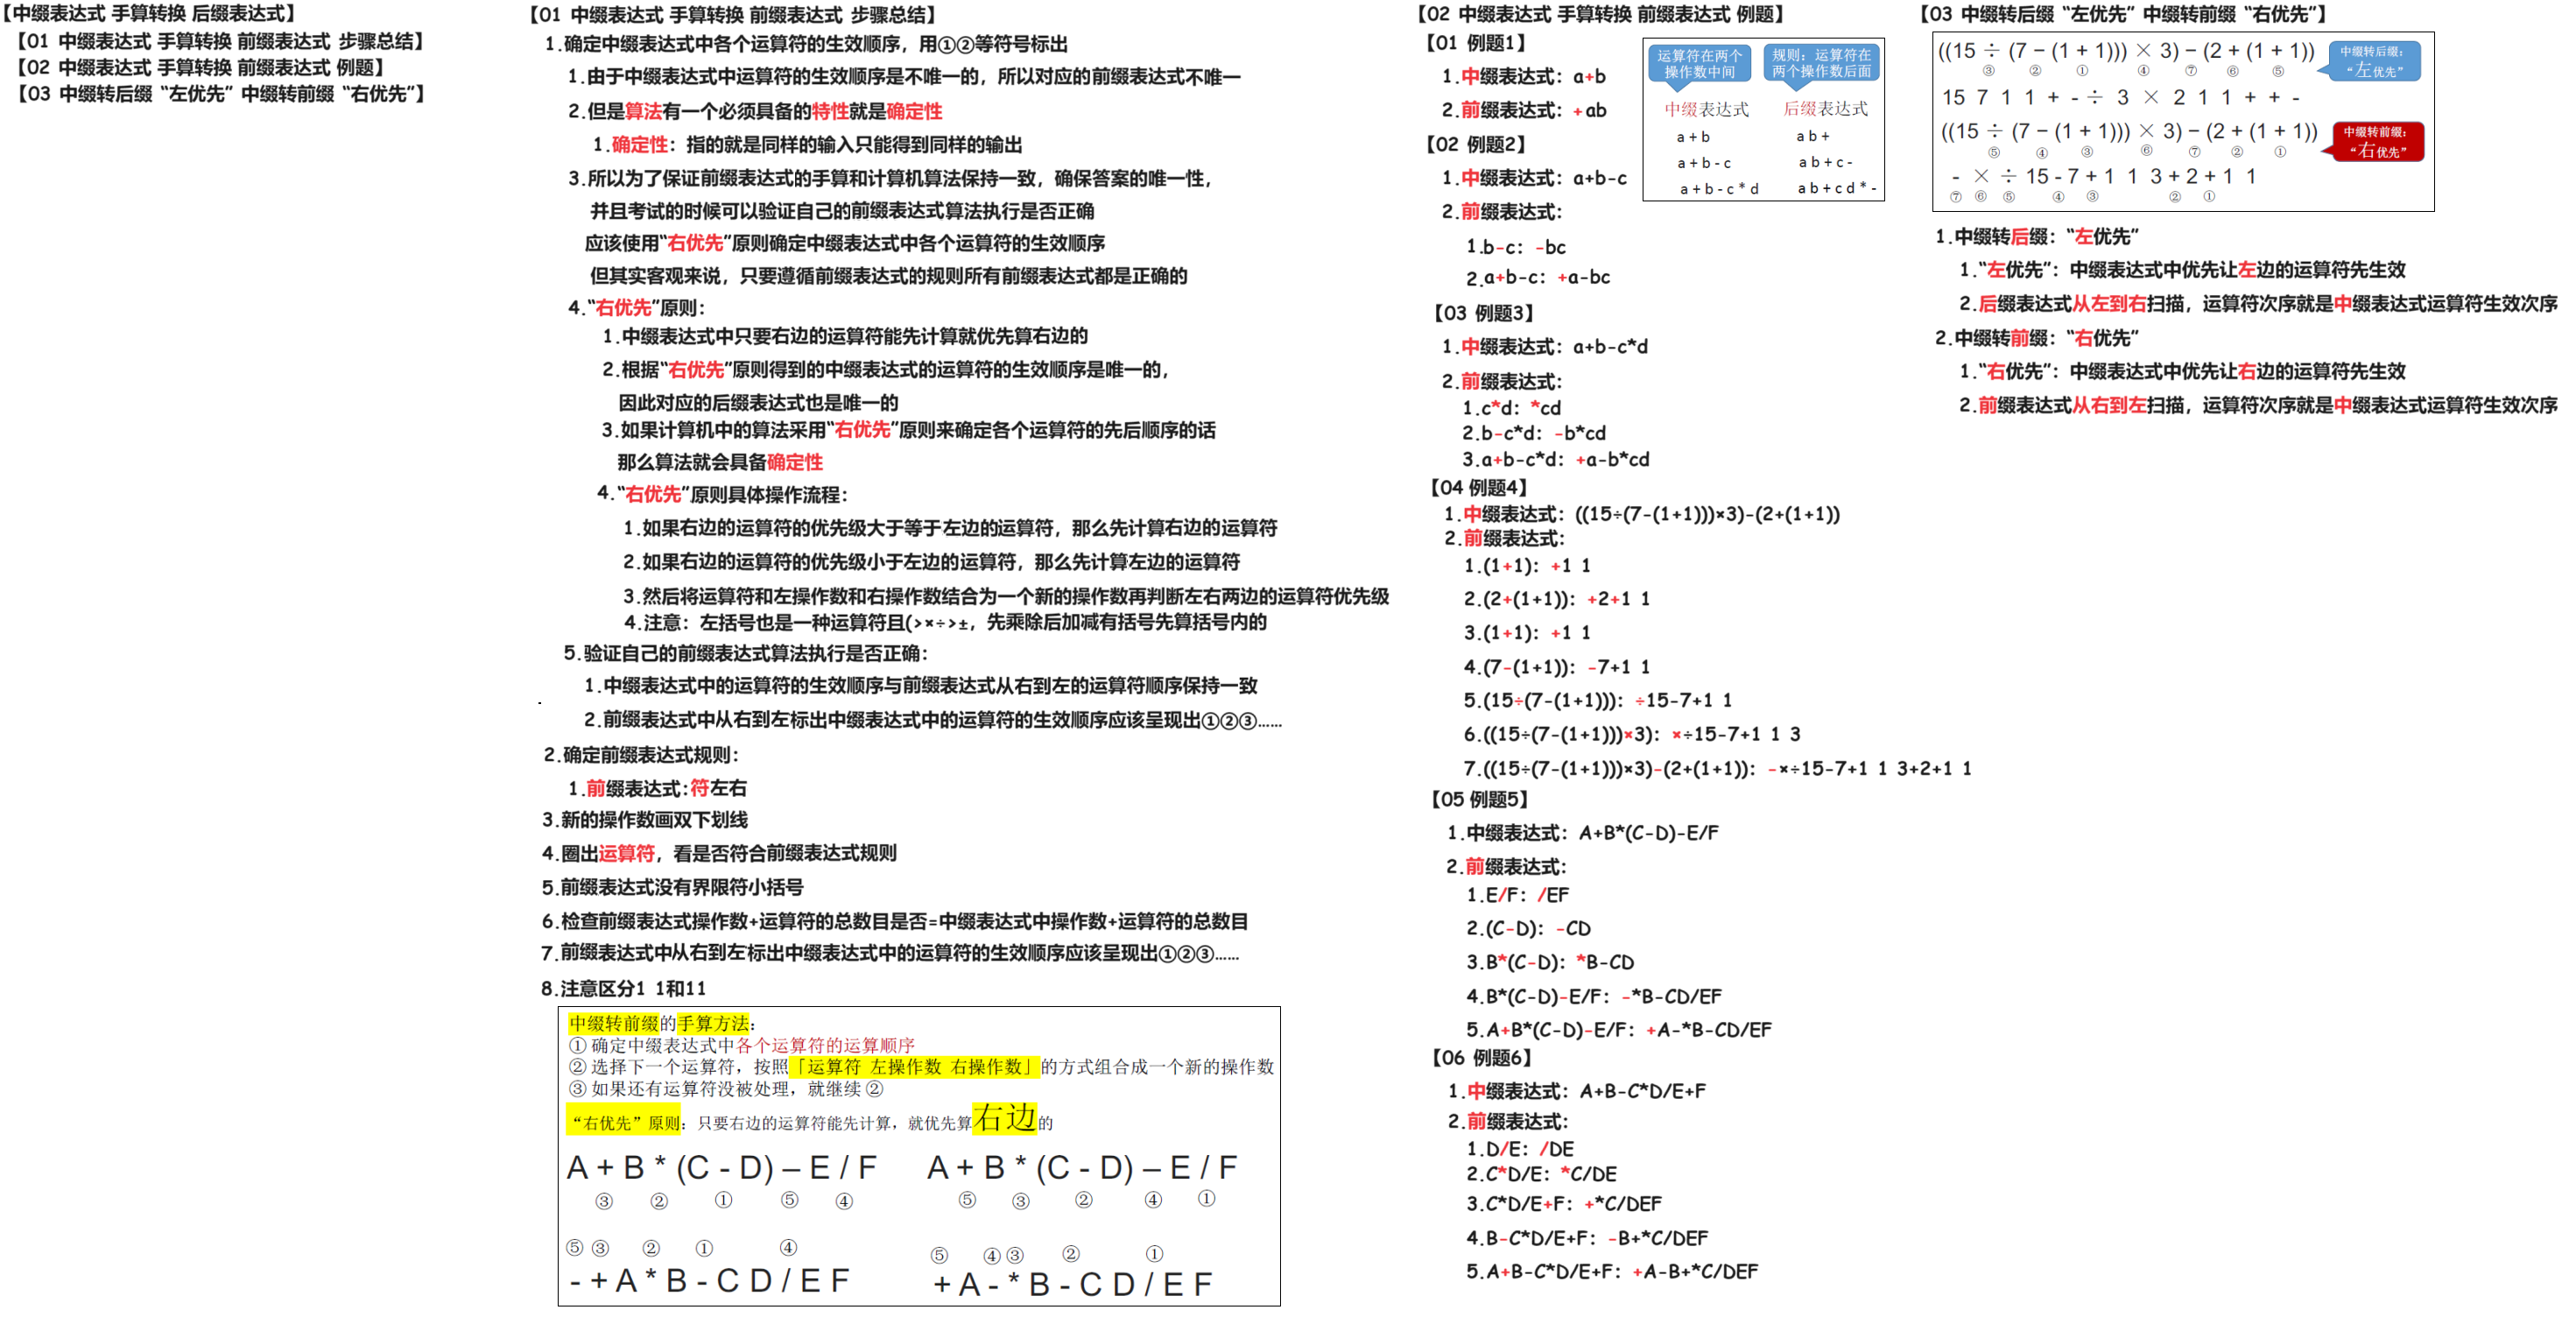 【中缀表达式 手算转换 后缀表达式】
【01 中缀表达式 手算转换 前缀表达式 步骤总结】
【02 中缀表达式 手算转换 前缀表达式 例题】
【03 中缀转后缀 “左优先” 中缀转前缀 “右优先”】
【01 中缀表达式 手算转换 前缀表达式 步骤总结】
1.确定中缀表达式中各个运算符的生效顺序，用①②等符号标出
1.由于中缀表达式中运算符的生效顺序是不唯一的，所以对应的前缀表达式不唯一
2.但是算法有一个必须具备的特性就是确定性
1.确定性：指的就是同样的输入只能得到同样的输出
3.所以为了保证前缀表达式的手算和计算机算法保持一致，确保答案的唯一性，
并且考试的时候可以验证自己的前缀表达式算法执行是否正确
应该使用“右优先”原则确定中缀表达式中各个运算符的生效顺序
但其实客观来说，只要遵循前缀表达式的规则所有前缀表达式都是正确的
4.“右优先”原则：
1.中缀表达式中只要右边的运算符能先计算就优先算右边的
2.根据“右优先”原则得到的中缀表达式的运算符的生效顺序是唯一的，
因此对应的后缀表达式也是唯一的
3.如果计算机中的算法采用“右优先”原则来确定各个运算符的先后顺序的话
那么算法就会具备确定性
4.“右优先”原则具体操作流程：
1.如果右边的运算符的优先级大于等于左边的运算符，那么先计算右边的运算符
2.如果右边的运算符的优先级小于左边的运算符，那么先计算左边的运算符
3.然后将运算符和左操作数和右操作数结合为一个新的操作数再判断左右两边的运算符优先级
4.注意：左括号也是一种运算符且(>×÷>±，先乘除后加减有括号先算括号内的
5.验证自己的前缀表达式算法执行是否正确：
1.中缀表达式中的运算符的生效顺序与前缀表达式从右到左的运算符顺序保持一致
2.前缀表达式中从右到左标出中缀表达式中的运算符的生效顺序应该呈现出①②③……
2.确定前缀表达式规则：
1.前缀表达式:符左右
3.新的操作数画双下划线
4.圈出运算符，看是否符合前缀表达式规则
5.前缀表达式没有界限符小括号
6.检查前缀表达式操作数+运算符的总数目是否=中缀表达式中操作数+运算符的总数目
7.前缀表达式中从右到左标出中缀表达式中的运算符的生效顺序应该呈现出①②③……
8.注意区分1 1和11
中缀转前缀的手算方法：
① 确定中缀表达式中各个运算符的运算顺序
② 选择下一个运算符，按照「运算符 左操作数 右操作数」的方式组合成一个新的操作数
③ 如果还有运算符没被处理，就继续 ②
“右优先”原则：只要右边的运算符能先计算，就优先算右边的
A + B * (C - D) – E / F
③ ② ① ⑤ ④
⑤ ③ ② ① ④
- + A * B - C D / E F
A + B * (C - D) – E / F
⑤ ③ ② ④ ①
⑤ ④ ③ ② ①
+ A - * B - C D / E F
【02 中缀表达式 手算转换 前缀表达式 例题】
【01 例题1】
1.中缀表达式：a+b
2.前缀表达式：+ab
【02 例题2】
1.中缀表达式：a+b-c
2.前缀表达式：
1.b-c：-bc
2.a+b-c：+a-bc
运算符在两个
操作数中间
规则：运算符在
两个操作数后面
中缀表达式 后缀表达式
a + b a b +
a + b - c a b + c -
a + b - c * d a b + c d * -
【03 例题3】
1.中缀表达式：a+b-c*d
2.前缀表达式：
1.c*d：*cd
2.b-c*d：-b*cd
3.a+b-c*d：+a-b*cd
【04 例题4】
1.中缀表达式：((15÷(7-(1+1)))×3)-(2+(1+1))
2.前缀表达式：
1.(1+1)：+1 1
2.(2+(1+1))：+2+1 1
3.(1+1)：+1 1
4.(7-(1+1))：-7+1 1
5.(15÷(7-(1+1)))：÷15-7+1 1
6.((15÷(7-(1+1)))×3)：×÷15-7+1 1 3
7.((15÷(7-(1+1)))×3)-(2+(1+1))：-×÷15-7+1 1 3+2+1 1
【05 例题5】
1.中缀表达式：A+B*(C-D)-E/F
2.前缀表达式：
1.E/F：/EF
2.(C-D)：-CD
3.B*(C-D)：*B-CD
4.B*(C-D)-E/F：-*B-CD/EF
5.A+B*(C-D)-E/F：+A-*B-CD/EF
【06 例题6】
1.中缀表达式：A+B-C*D/E+F
2.前缀表达式：
1.D/E：/DE
2.C*D/E：*C/DE
3.C*D/E+F：+*C/DEF
4.B-C*D/E+F：-B+*C/DEF
5.A+B-C*D/E+F：+A-B+*C/DEF
【03 中缀转后缀 “左优先” 中缀转前缀 “右优先”】
((15 ÷ (7 − (1 + 1))) × 3) − (2 + (1 + 1))
③ ② ① ④ ⑦ ⑥ ⑤
中缀转后缀：
“左优先”
15 7 1 1 + - ÷ 3 × 2 1 1 + + -
((15 ÷ (7 − (1 + 1))) × 3) − (2 + (1 + 1))
⑤ ④ ③ ⑥ ⑦ ② ①
中缀转前缀：
“右优先”
- × ÷ 15 - 7 + 1 1 3 + 2 + 1 1
⑦ ⑥ ⑤ ④ ③ ② ①
1.中缀转后缀：“左优先”
1.“左优先”：中缀表达式中优先让左边的运算符先生效
2.后缀表达式从左到右扫描，运算符次序就是中缀表达式运算符生效次序
2.中缀转前缀：“右优先”
1.“右优先”：中缀表达式中优先让右边的运算符先生效
2.前缀表达式从右到左扫描，运算符次序就是中缀表达式运算符生效次序